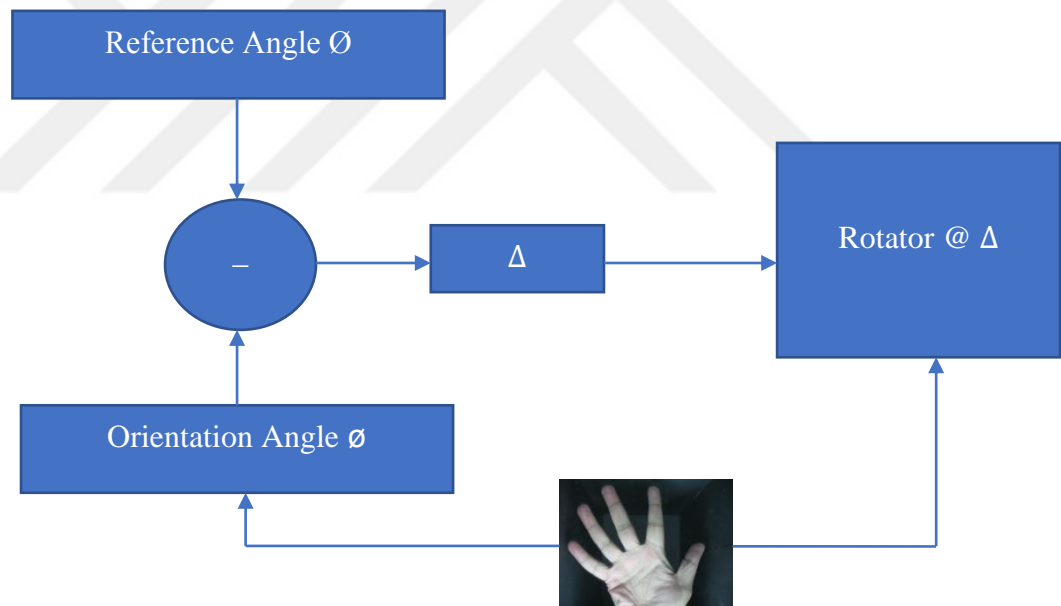 Reference Angle Ø
Rotator @ Δ
–
Δ
Orientation Angle ø